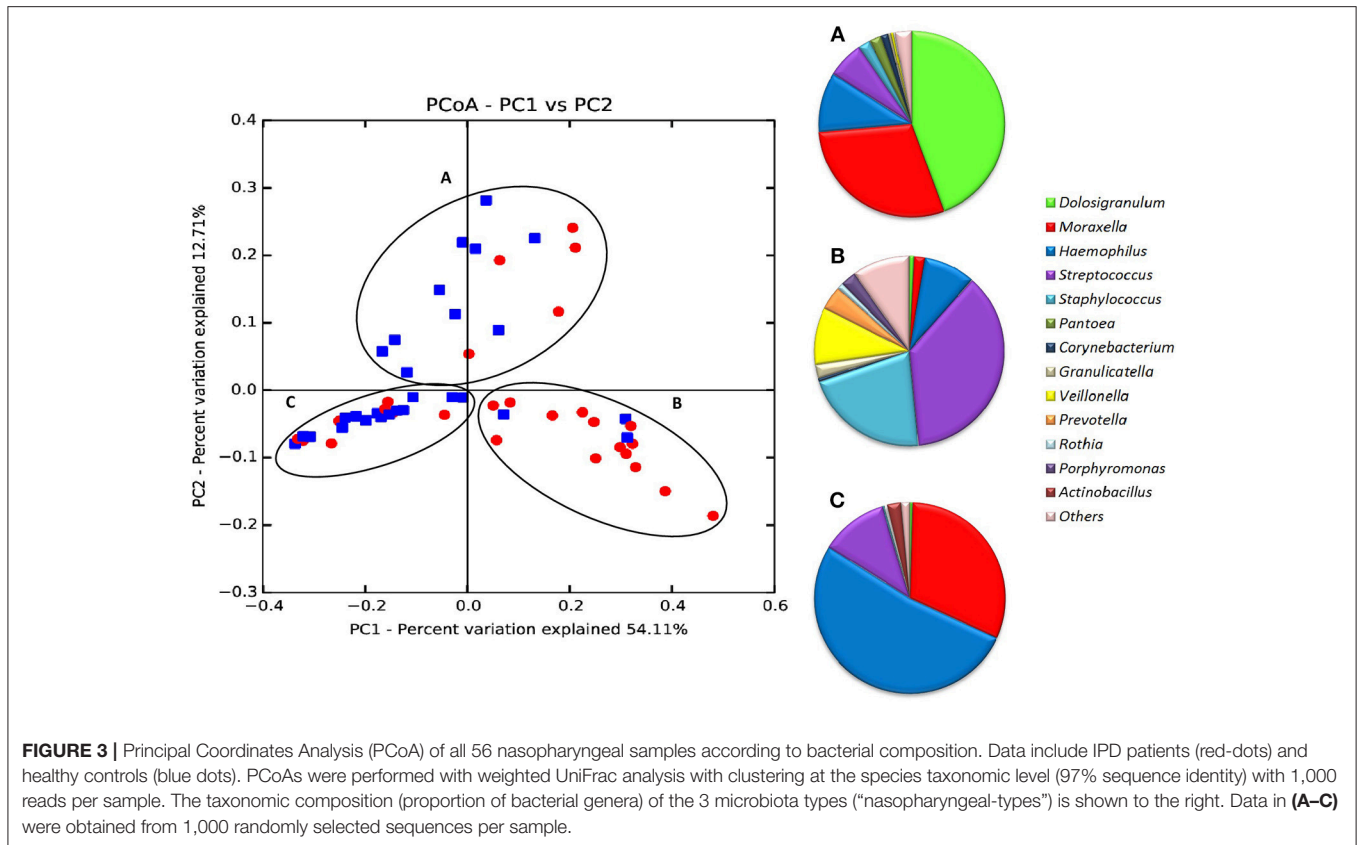 PCoA - PC1 vs PC2
0.4
0.3
0.2
0.1
0.0
−0.1
−0.2
−0.3
−0.4
−0.2
0.0
0.2
0.4
0.6
PC2 - Percent variation explained 12.71%
PC1 - Percent variation explained 54.11%
A
B
C
A
B
C
Dolosigranulum
Moraxella
Haemophilus
Streptococcus
Staphylococcus
Pantoea
Corynebacterium
Granulicatella
Veillonella
Prevotella
Rothia
Porphyromonas
Actinobacillus
Others
FIGURE 3 | Principal Coordinates Analysis (PCoA) of all 56 nasopharyngeal samples according to bacterial composition. Data include IPD patients (red-dots) and
healthy controls (blue dots). PCoAs were performed with weighted UniFrac analysis with clustering at the species taxonomic level (97% sequence identity) with 1,000
reads per sample. The taxonomic composition (proportion of bacterial genera) of the 3 microbiota types (“nasopharyngeal-types”) is shown to the right. Data in (A–C)
were obtained from 1,000 randomly selected sequences per sample.